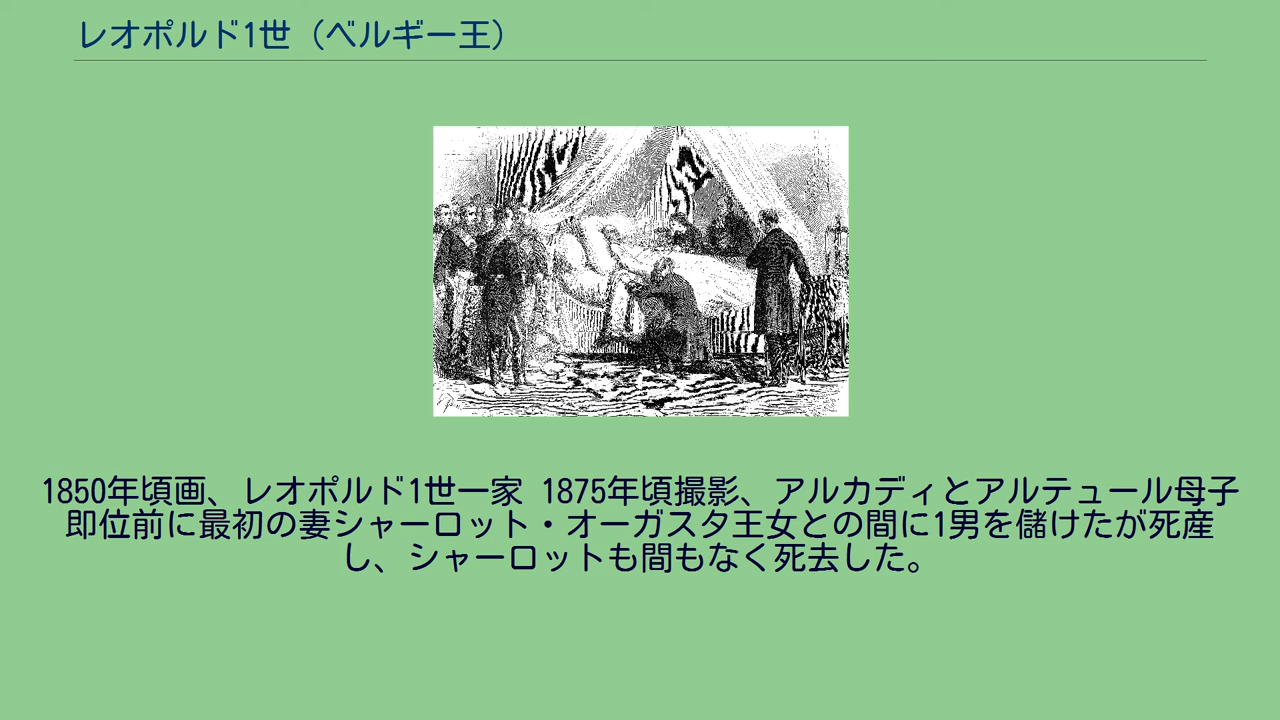 レオポルド1世（ベルギー王）
1850年頃画、レオポルド1世一家 1875年頃撮影、アルカディとアルテュール母子
即位前に最初の妻シャーロット・オーガスタ王女との間に1男を儲けたが死産
し、シャーロットも間もなく死去した。